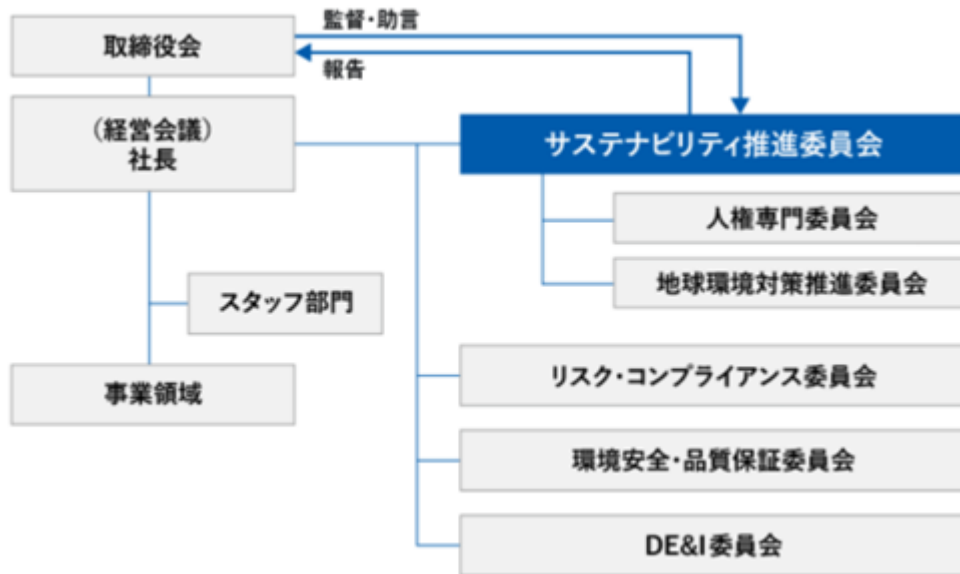 監督・助言
取締役会
報告
（経営会議）
社長
サステナビリティ推進委員会
人権専門委員会
地球環境対策推進委員会
スタッフ部門
リスク・コンプライアンス委員会
事業領域
環境安全・品質保証委員会
DE&I委員会